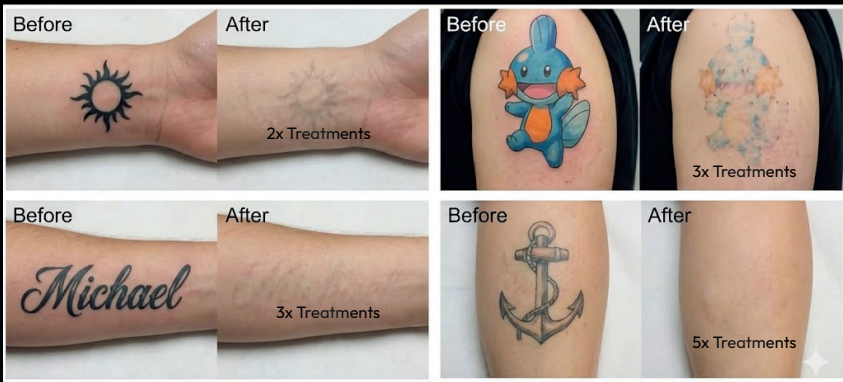 Before
After
2x Treatments
Before
After
3x Treatments
Before
After
Michael
3x Treatments
Before
After
5x Treatments